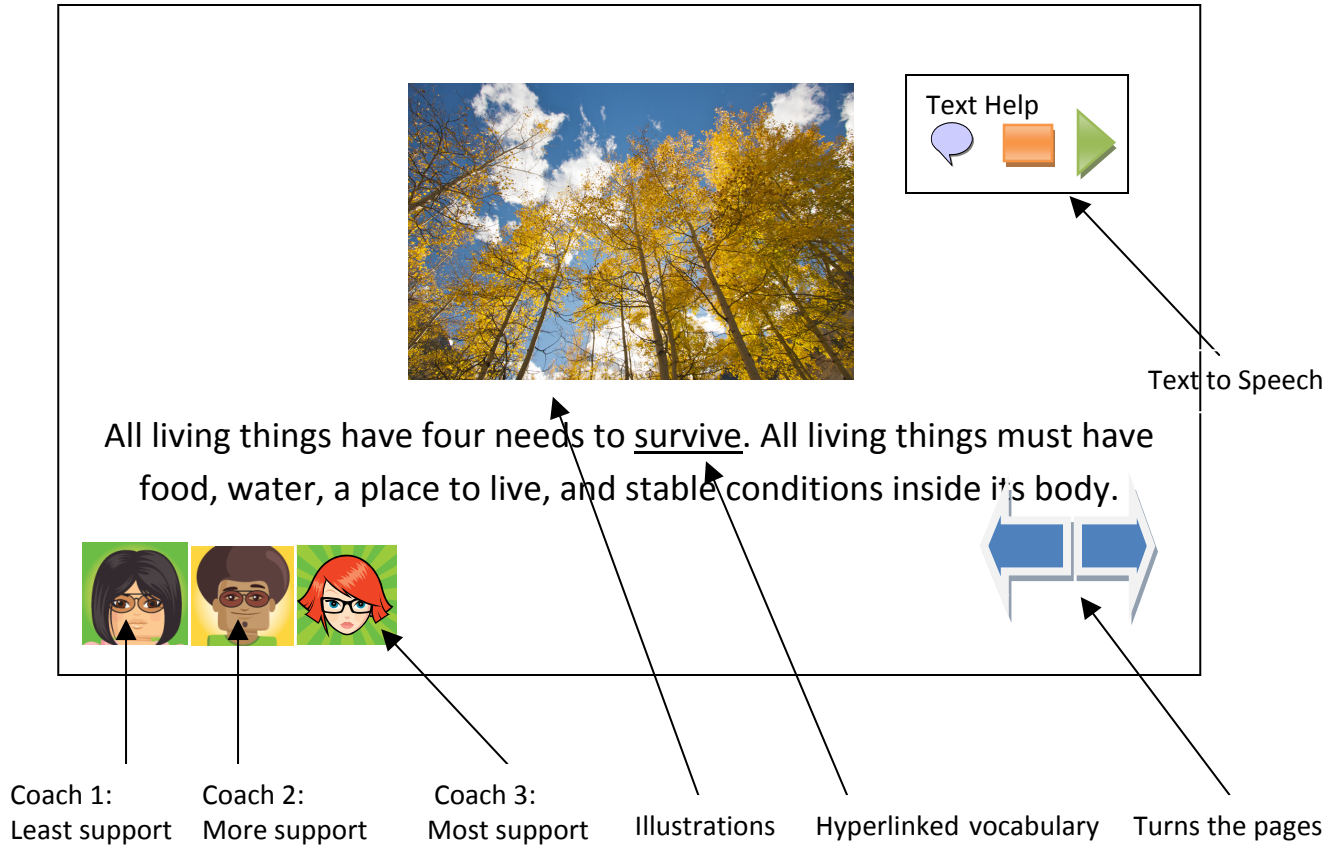 Text Help
Text to Speech
All living things have four needs to survive. All living things must have
food, water, a place to live, and stable conditions inside its body.
Coach 1:
Least support
Coach 2:
More support
Coach 3:
Most support
Illustrations
Hyperlinked vocabulary
Turns the pages